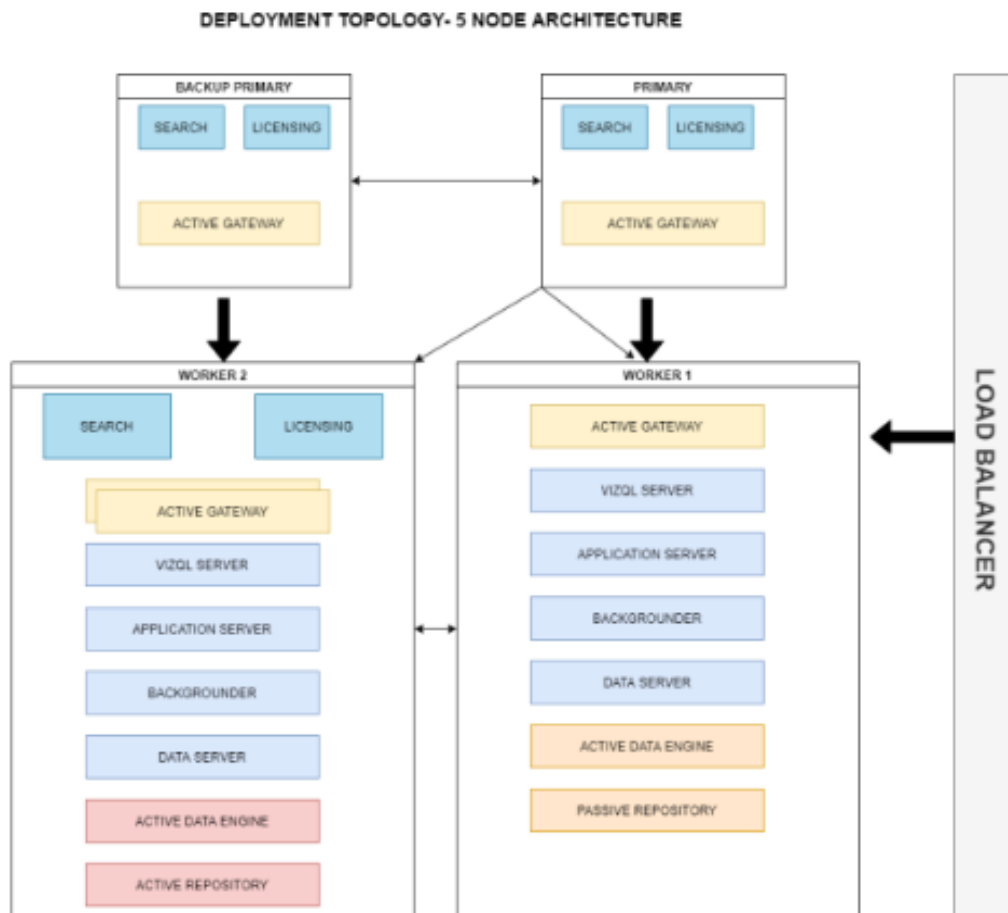 DEPLOYMENT TOPOLOGY- 5 NODE ARCHITECTURE
BACKUP PRIMARY
SEARCH
LICENSING
ACTIVE GATEWAY
PRIMARY
SEARCH
LICENSING
ACTIVE GATEWAY
WORKER 2
SEARCH
LICENSING
ACTIVE GATEWAY
VIZQL SERVER
APPLICATION SERVER
BACKGROUNDER
DATA SERVER
ACTIVE DATA ENGINE
ACTIVE REPOSITORY
WORKER 1
ACTIVE GATEWAY
VIZQL SERVER
APPLICATION SERVER
BACKGROUNDER
DATA SERVER
ACTIVE DATA ENGINE
PASSIVE REPOSITORY
LOAD BALANCER